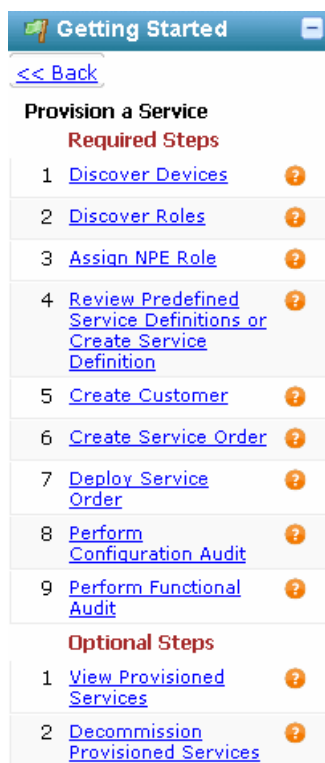 Getting Started
<< Back
Provision a Service
Required Steps
1 Discover Devices ?
2 Discover Roles ?
3 Assign NPE Role ?
4 Review Predefined ?
Service Definitions or
Create Service
Definition
5 Create Customer ?
6 Create Service Order ?
7 Deploy Service ?
Order
8 Perform ?
Configuration Audit
9 Perform Functional ?
Audit
Optional Steps
1 View Provisioned ?
Services
2 Decommission ?
Provisioned Services